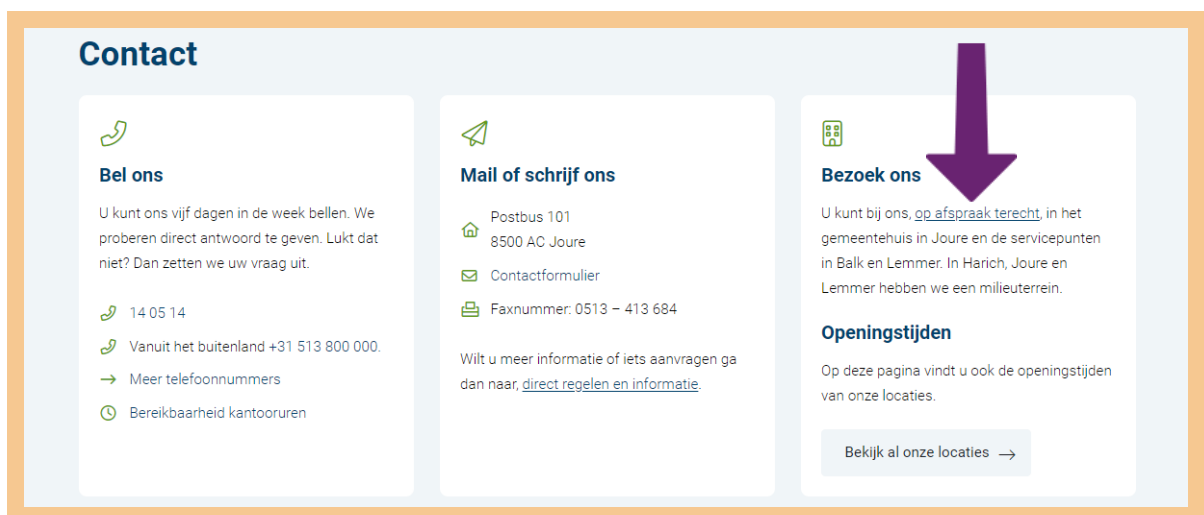 Contact
Bel ons
U kunt ons vijf dagen in de week bellen. We
proberen direct antwoord te geven. Lukt dat
niet? Dan zetten we uw vraag uit.
14 05 14
Vanuit het buitenland +31 513 800 000.
Meer telefoonnummers
Bereikbaarheid kantooruren
Mail of schrijf ons
Postbus 101
8500 AC Joure
Contactformulier
Faxnummer: 0513 – 413 684
Wilt u meer informatie of iets aanvragen ga
dan naar, direct regelen en informatie.
Bezoek ons
U kunt bij ons, op afspraak terecht, in het
gemeentehuis in Joure en de servicepunten
in Balk en Lemmer. In Harich, Joure en
Lemmer hebben we een milieuterrein.
Openingstijden
Op deze pagina vindt u ook de openingstijden
van onze locaties.
Bekijk al onze locaties →